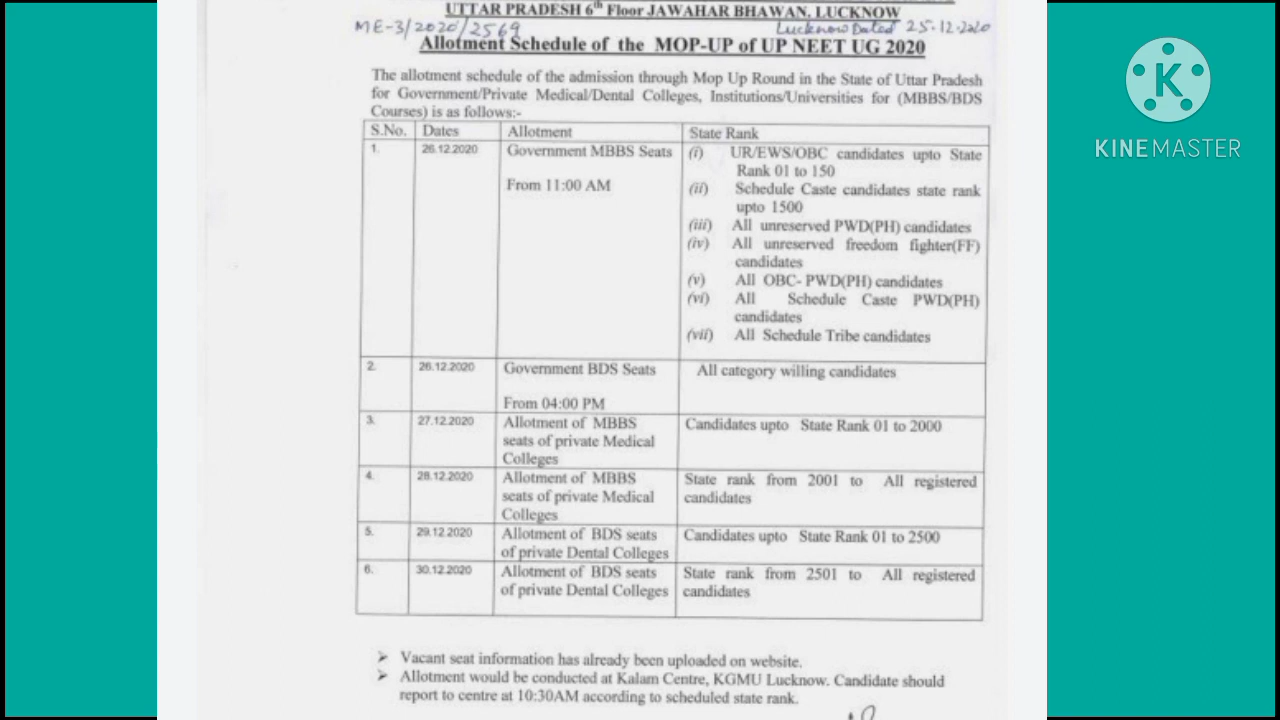 UTTAR PRADESH 6th Floor JAWAHAR BHAWAN, LUCKNOW
ME-3/2020/2569 Lucknow Dated 25.12.2020
Allotment Schedule of the MOP-UP of UP NEET UG 2020
The allotment schedule of the admission through Mop Up Round in the State of Uttar Pradesh
for Government/Private Medical/Dental Colleges, Institutions/Universities for (MBBS/BDS
Courses) is as follows:-
S.No. Dates Allotment State Rank
1. 26.12.2020 Government MBBS Seats (i) UR/EWS/OBC candidates upto State
Rank 01 to 150
From 11:00 AM (ii) Schedule Caste candidates state rank
upto 1500
(iii) All unreserved PWD(PH) candidates
(iv) All unreserved freedom fighter(FF)
candidates
(v) All OBC- PWD(PH) candidates
(vi) All Schedule Caste PWD(PH)
candidates
(vii) All Schedule Tribe candidates
2. 26.12.2020 Government BDS Seats All category willing candidates
From 04:00 PM
3. 27.12.2020 Allotment of MBBS Candidates upto State Rank 01 to 2000
seats of private Medical
Colleges
4. 28.12.2020 Allotment of MBBS State rank from 2001 to All registered
seats of private Medical candidates
Colleges
5. 29.12.2020 Allotment of BDS seats Candidates upto State Rank 01 to 2500
of private Dental Colleges
6. 30.12.2020 Allotment of BDS seats State rank from 2501 to All registered
of private Dental Colleges candidates
➢ Vacant seat information has already been uploaded on website.
➢ Allotment would be conducted at Kalam Centre, KGMU Lucknow. Candidate should
report to centre at 10:30AM according to scheduled state rank.
K
KINEMASTER